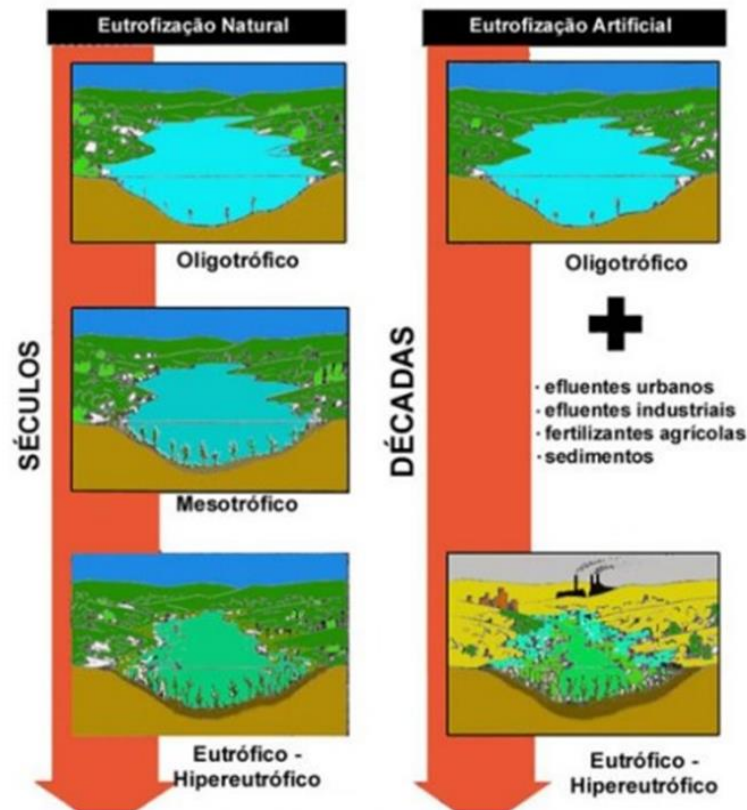 Eutrofização Natural
SÉCULOS
Oligotrófico
Mesotrófico
Eutrófico -
Hipereutrófico
Eutrofização Artificial
DÉCADAS
Oligotrófico
· efluentes urbanos
· efluentes industriais
· fertilizantes agrícolas
· sedimentos
Eutrófico -
Hipereutrófico